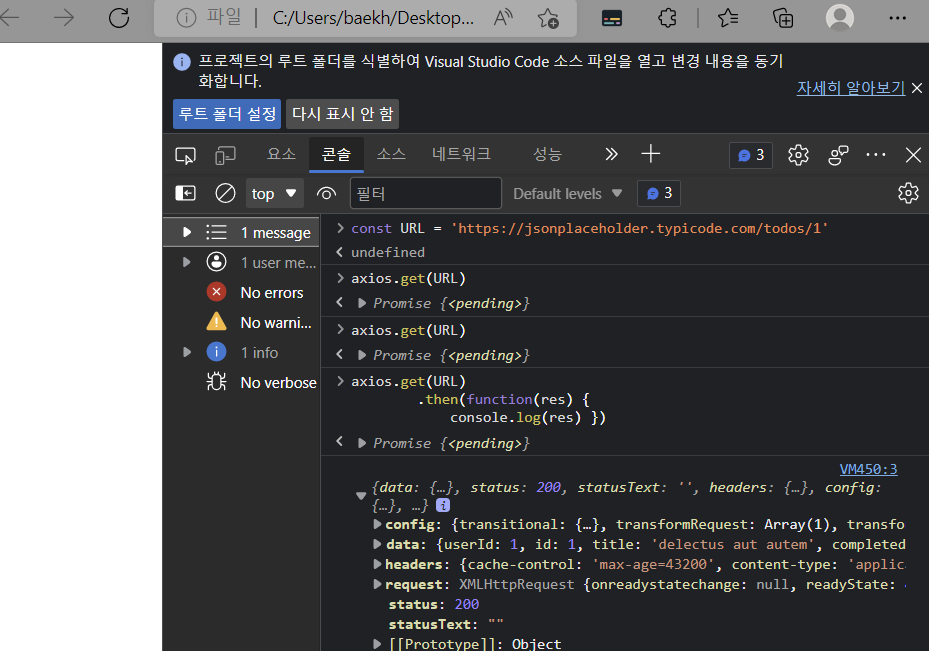 파일 C:/Users/baekh/Desktop...
프로젝트의 루트 폴더를 식별하여 Visual Studio Code 소스 파일을 열고 변경 내용을 동기
화합니다.
자세히 알아보기
루트 폴더 설정 다시 표시 안 함
요소 콘솔 소스 네트워크 성능 3
top 필터 Default levels 3
1 message
1 user me...
No errors
No warni...
1 info
No verbose
const URL = 'https://jsonplaceholder.typicode.com/todos/1'
undefined
axios.get(URL)
Promise {<pending>}
axios.get(URL)
Promise {<pending>}
axios.get(URL)
.then(function(res) {
console.log(res) })
Promise {<pending>}
VM450:3
{data: {…}, status: 200, statusText: '', headers: {…}, config:
{…}, …}
config: {transitional: {…}, transformRequest: Array(1), transfo
data: {userId: 1, id: 1, title: 'delectus aut autem', completed
headers: {cache-control: 'max-age=43200', content-type: 'applica
request: XMLHttpRequest {onreadystatechange: null, readyState:
status: 200
statusText: ""
[[Prototype]]: Object